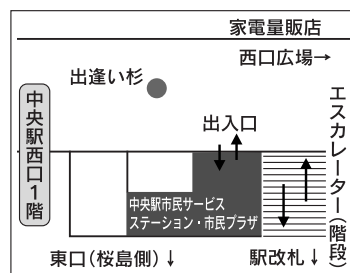 家電量販店
西口広場→
出逢い杉
中央駅西口1階
出入口
エスカレーター(階段)
中央駅市民サービス
ステーション・市民プラザ
東口(桜島側)↓
駅改札↓